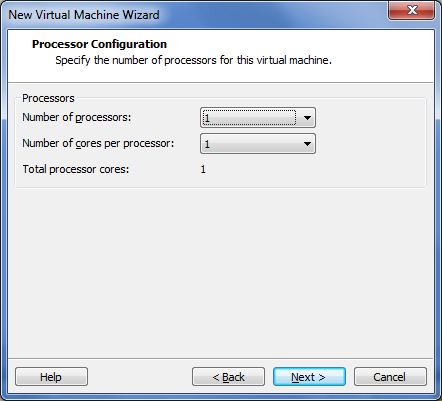 New Virtual Machine Wizard
Processor Configuration
Specify the number of processors for this virtual machine.
Processors
Number of processors: 1
Number of cores per processor: 1
Total processor cores: 1
Help < Back Next > Cancel